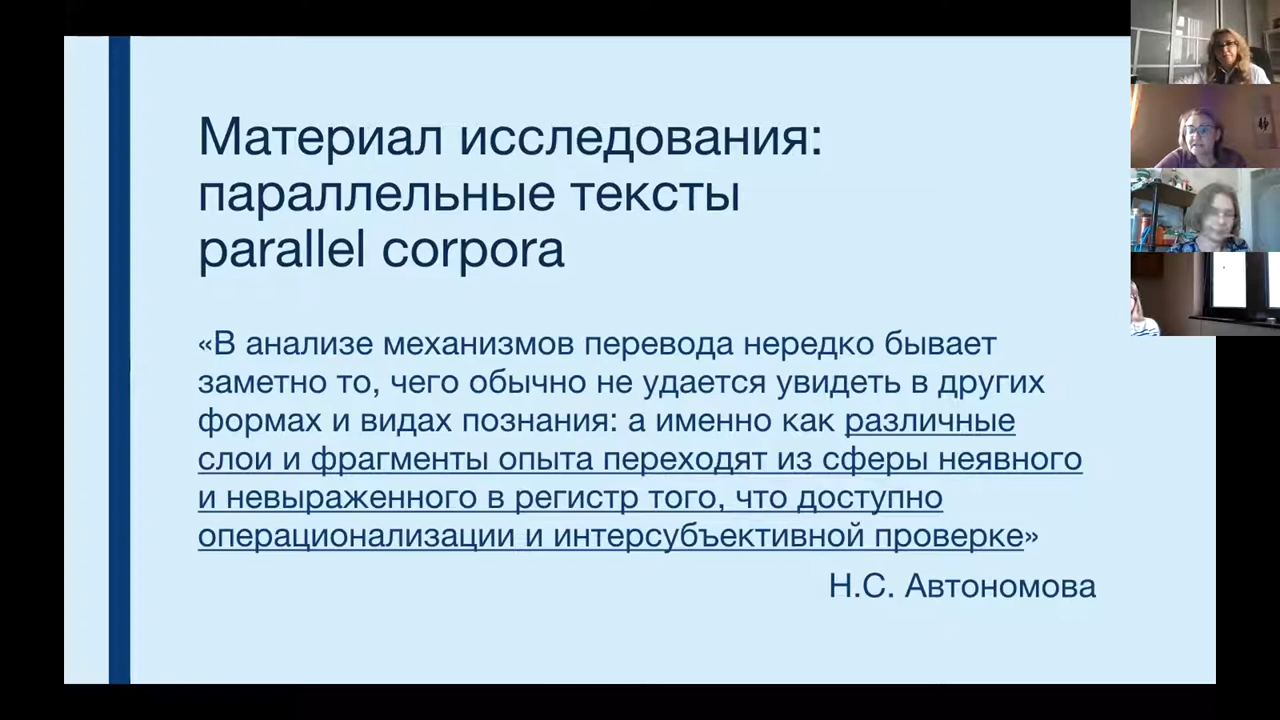 Материал исследования:
параллельные тексты
parallel corpora
«В анализе механизмов перевода нередко бывает
заметно то, чего обычно не удается увидеть в других
формах и видах познания: а именно как различные
слои и фрагменты опыта переходят из сферы неявного
и невыраженного в регистр того, что доступно
операционализации и интерсубъективной проверке»
Н.С. Автономова